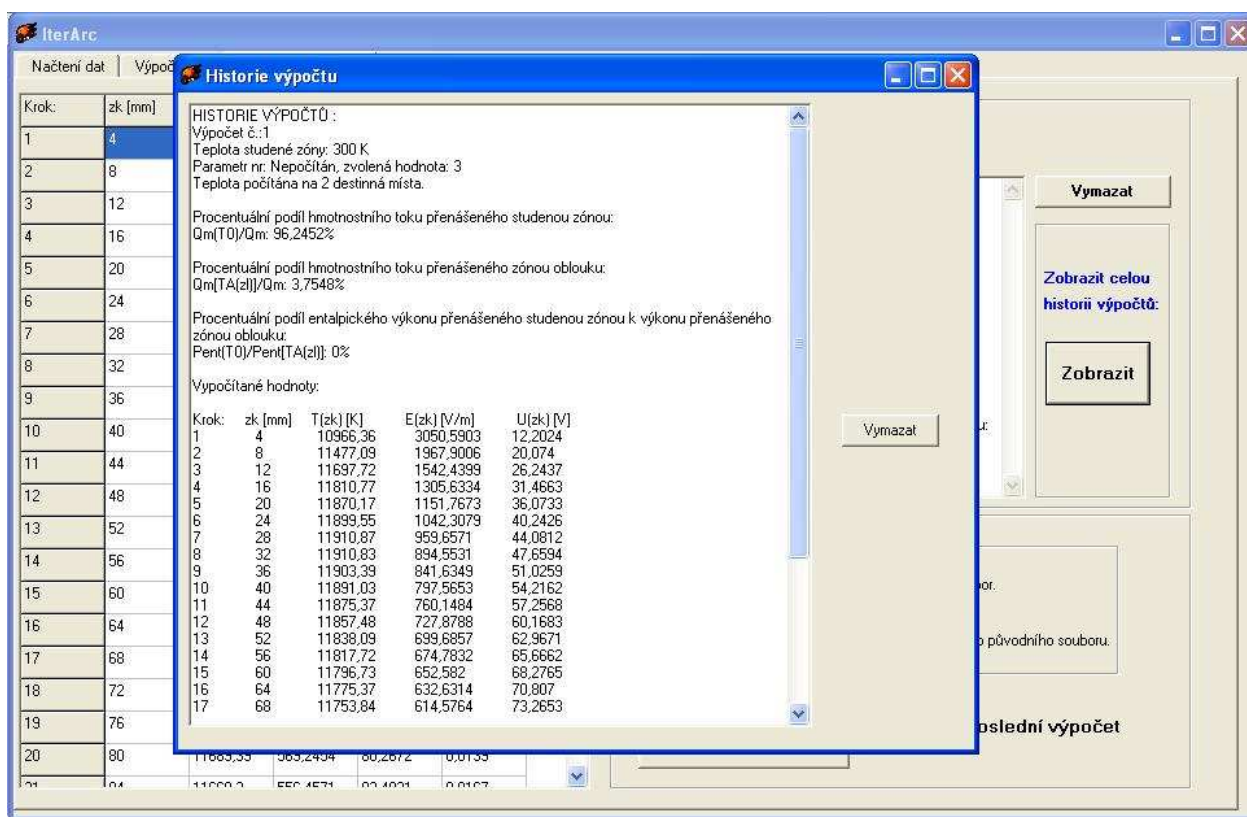 IterArc
Načtení dat
Krok: zk [mm]
1 4
2 8
3 12
4 16
5 20
6 24
7 28
8 32
9 36
10 40
11 44
12 48
13 52
14 56
15 60
16 64
17 68
18 72
19 76
20 80
Historie výpočtu
HISTORIE VÝPOČTŮ :
Výpočet č.:1
Teplota studené zóny: 300 K
Parametr nr: Nepočítán, zvolená hodnota: 3
Teplota počítána na 2 destinná místa.
Procentuální podíl hmotnostního toku přenášeného studenou zónou:
Qm(T0)/Qm: 96,2452%
Procentuální podíl hmotnostního toku přenášeného zónou oblouku:
Qm[TA(zl)]/Qm: 3,7548%
Procentuální podíl entalpického výkonu přenášeného studenou zónou k výkonu přenášeného
zónou oblouku:
Pent(T0)/Pent[TA(zl)]: 0%
Vypočítané hodnoty:
Krok: zk [mm] T(zk) [K] E(zk) [V/m] U(zk) [V]
1 4 10966,36 3050,5903 12,2024
2 8 11477,09 1967,9006 20,074
3 12 11697,72 1542,4399 26,2437
4 16 11810,77 1305,6334 31,4663
5 20 11870,17 1151,7673 36,0733
6 24 11899,55 1042,3079 40,2426
7 28 11910,87 959,6571 44,0812
8 32 11910,83 894,5531 47,6594
9 36 11903,39 841,6349 51,0259
10 40 11891,03 797,5653 54,2162
11 44 11875,37 760,1484 57,2568
12 48 11857,48 727,8788 60,1683
13 52 11838,09 699,6857 62,9671
14 56 11817,72 674,7832 65,6662
15 60 11796,73 652,582 68,2765
16 64 11775,37 632,6314 70,807
17 68 11753,84 614,5764 73,2653
Vymazat
Vymazat
Zobrazit celou
historii výpočtů:
Zobrazit
původního souboru.
výpočet